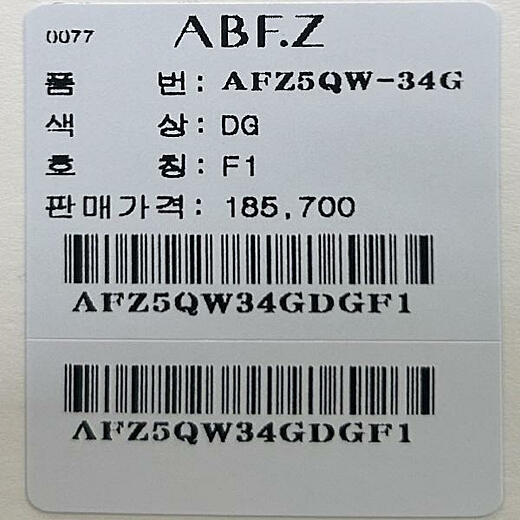 0077 ABF.Z
품 번: AFZ5QW-34G
색 상: DG
호 칭: F1
판매가격: 185,700
AFZ5QW34GDGF1
AFZ5QW34GDGF1